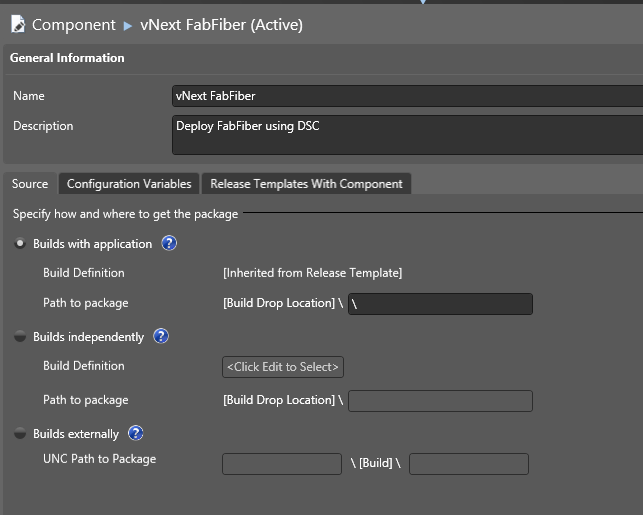 Component ▶ vNext FabFiber (Active)
General Information
Name vNext FabFiber
Description Deploy FabFiber using DSC
Source Configuration Variables Release Templates With Component
Specify how and where to get the package
Builds with application ?
Build Definition [Inherited from Release Template]
Path to package [Build Drop Location] \ \
Builds independently ?
Build Definition <Click Edit to Select>
Path to package [Build Drop Location] \
Builds externally ?
UNC Path to Package \ [Build] \